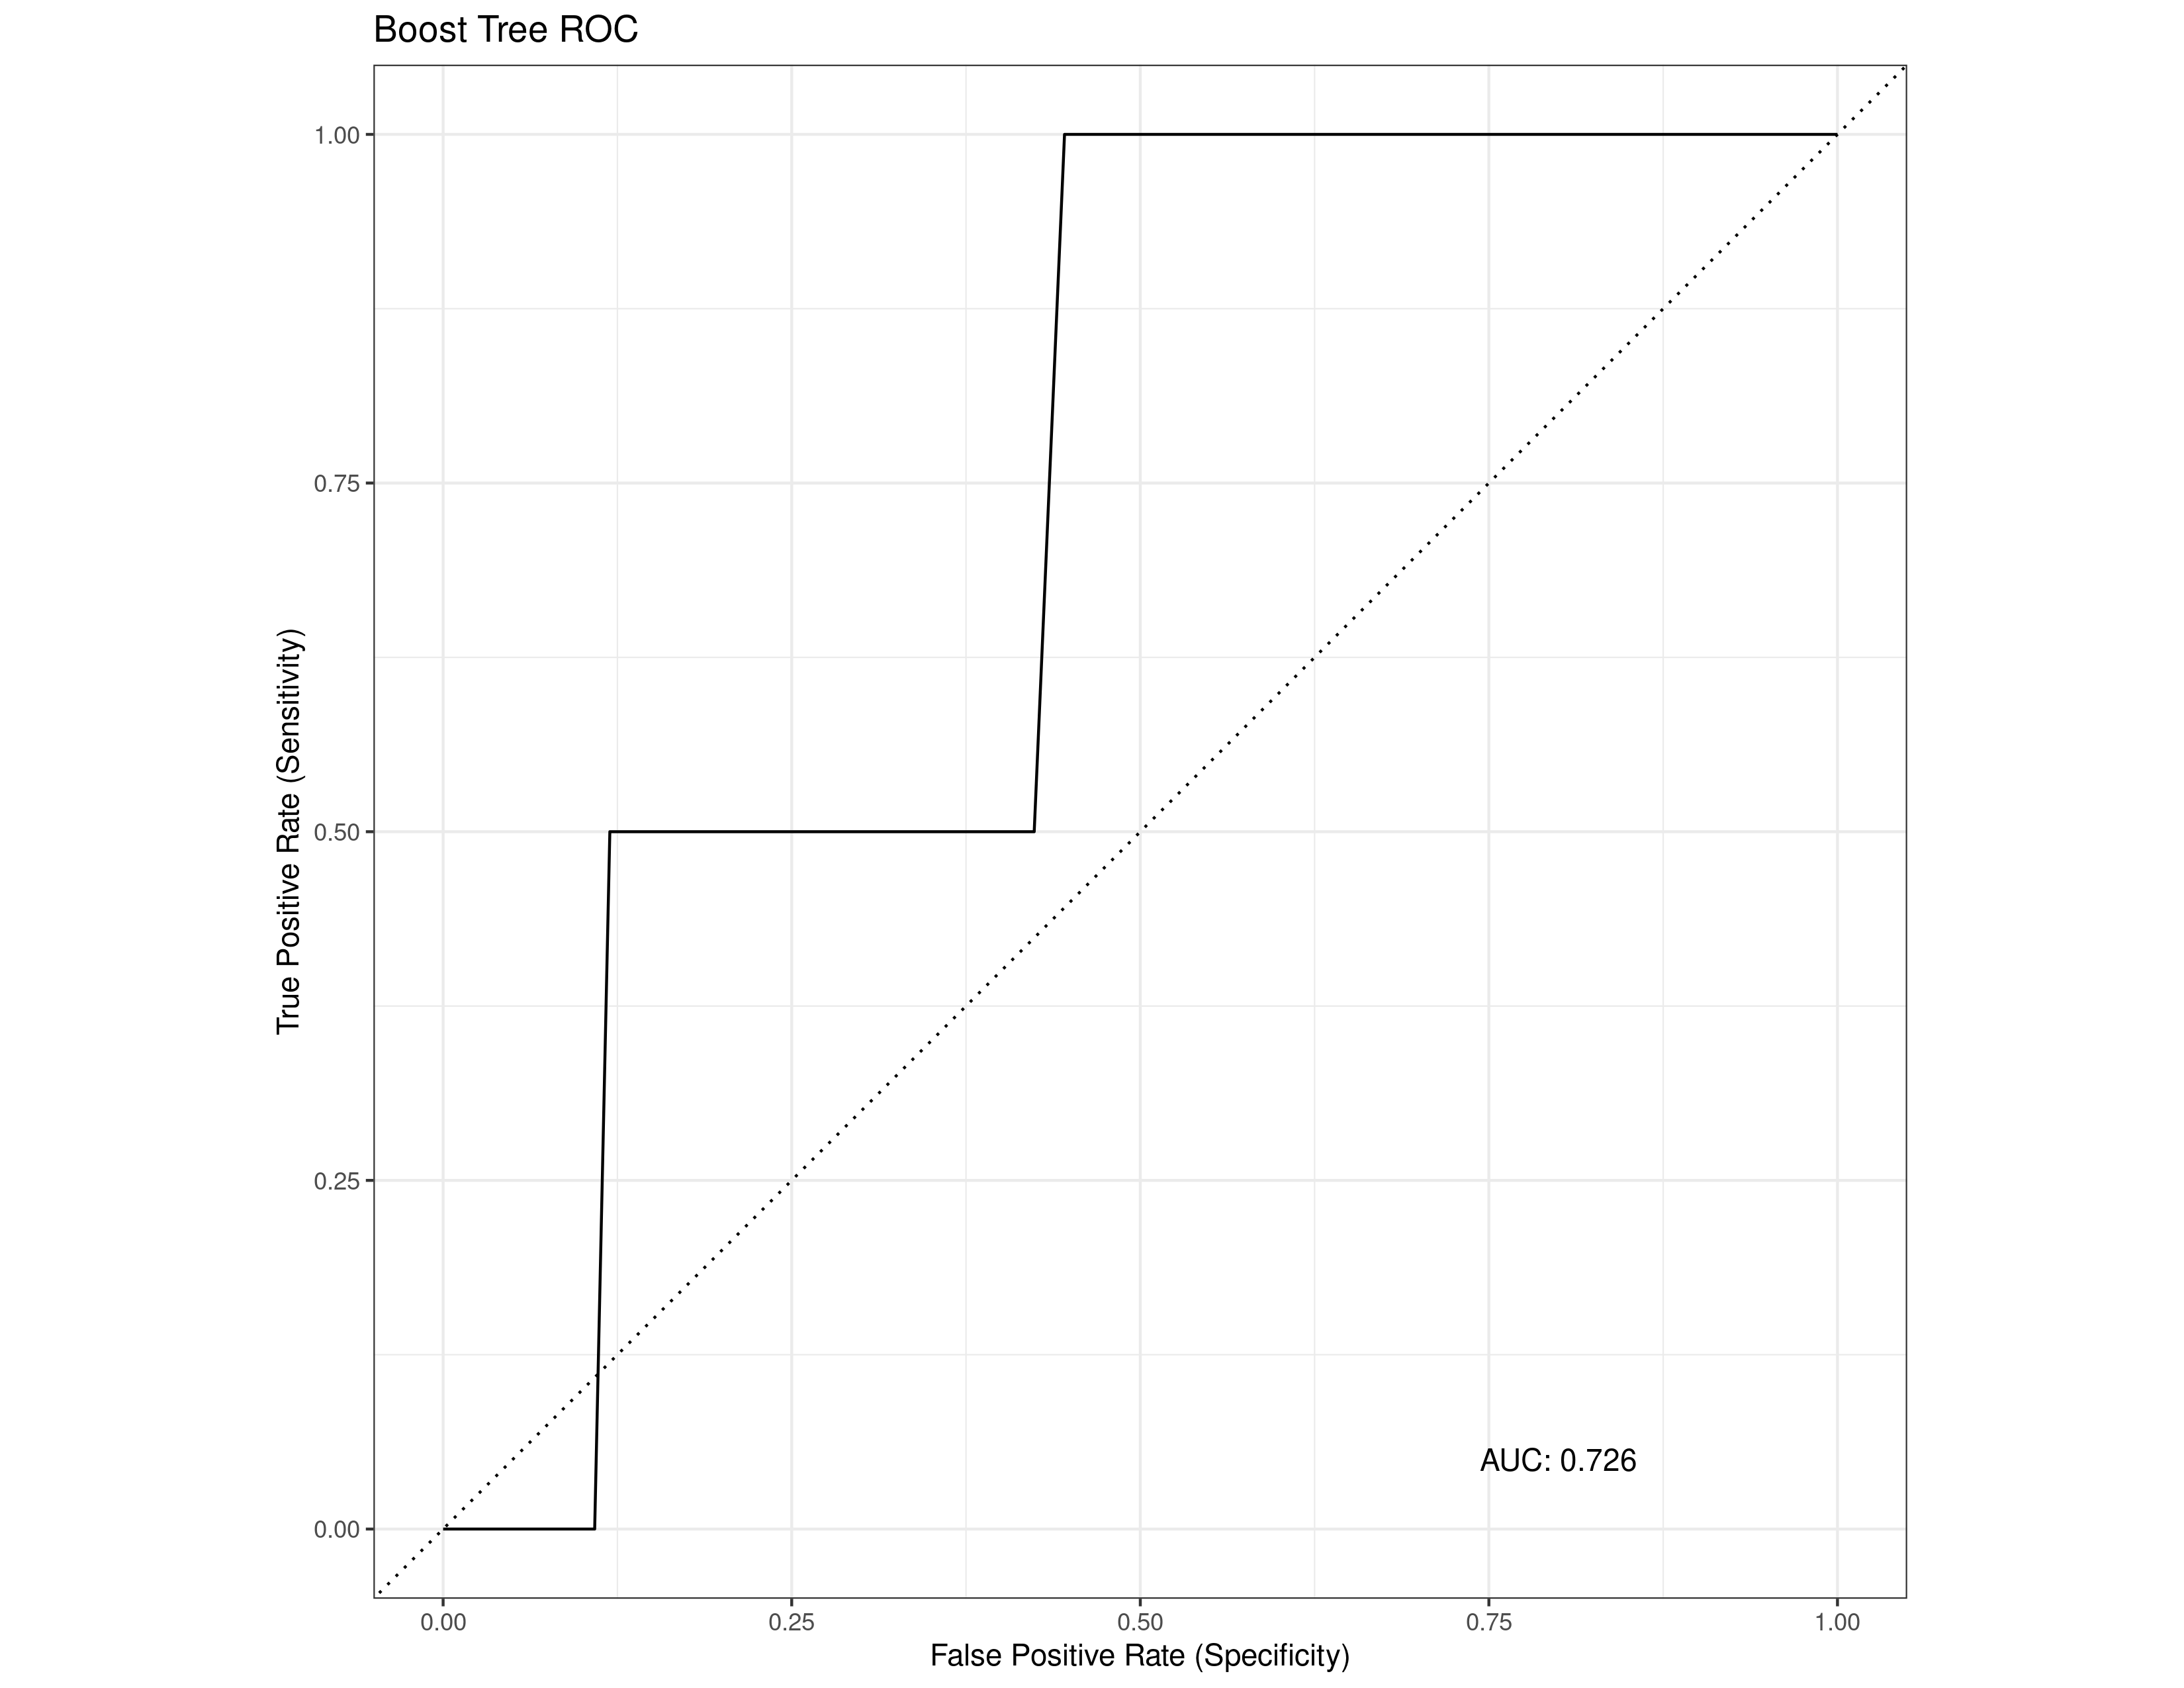 Boost Tree ROC
True Positive Rate (Sensitivity)
1.00
0.75
0.50
0.25
0.00
AUC: 0.726
0.00 0.25 0.50 0.75 1.00
False Positive Rate (Specificity)